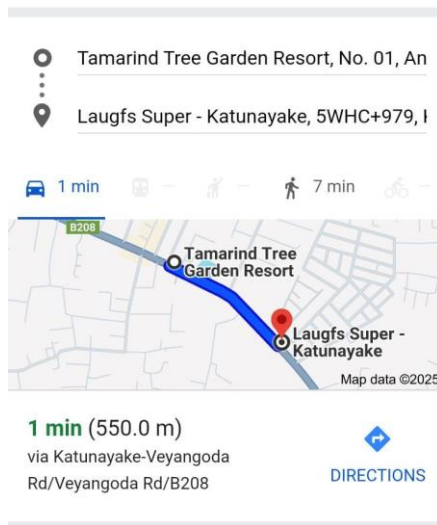 Tamarind Tree Garden Resort, No. 01, An
Laugfs Super - Katunayake, 5WHC+979,
1 min
7 min
B208
Tamarind Tree
Garden Resort
Laugfs Super -
Katunayake
Map data ©2025
1 min (550.0 m)
via Katunayake-Veyangoda
Rd/Veyangoda Rd/B208
DIRECTIONS